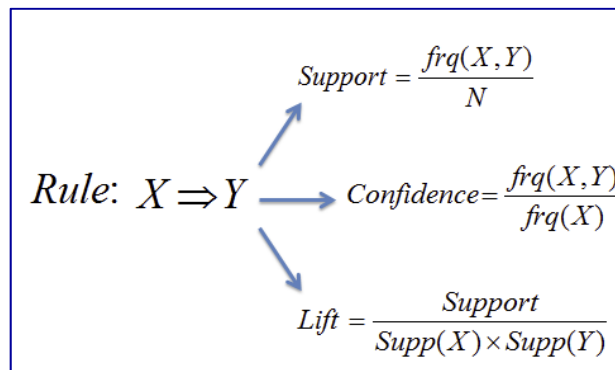 Support = frq(X, Y) / N
Rule: X ⇒ Y
Confidence = frq(X, Y) / frq(X)
Lift = Support / Supp(X) × Supp(Y)